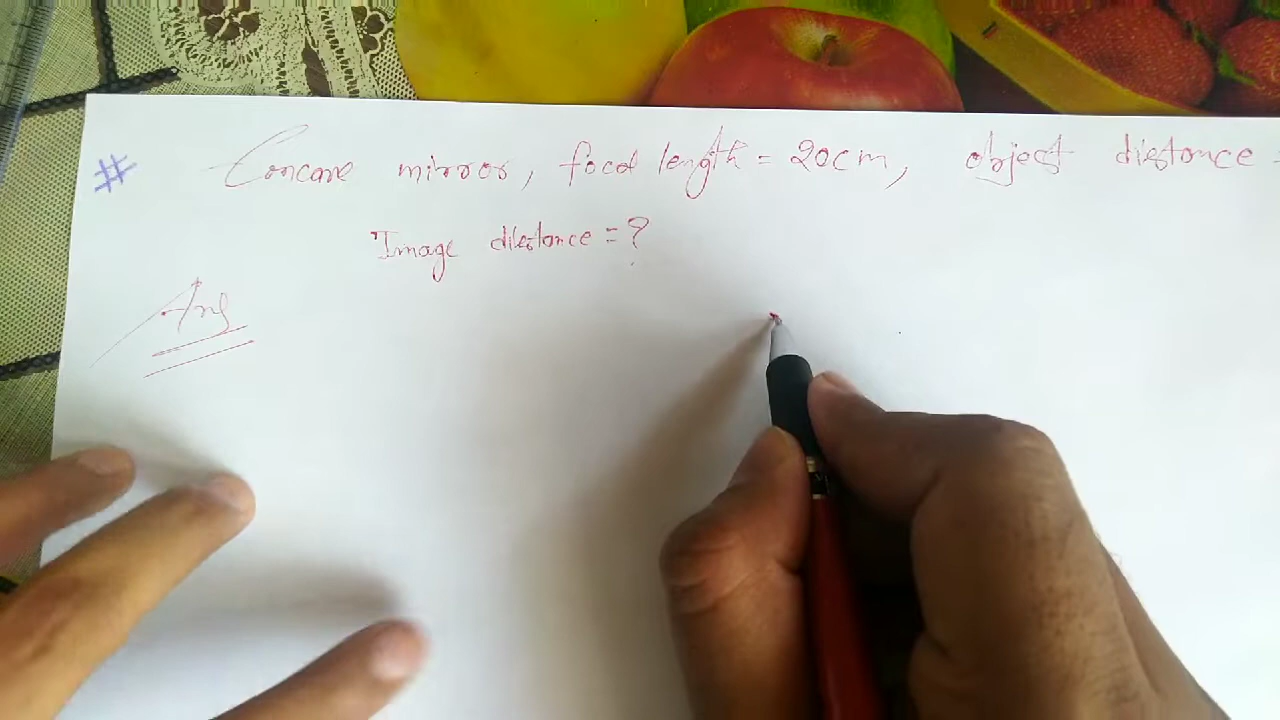 # Concave mirror, focal length = 20cm, object distance =
Image distance = ?
Ans